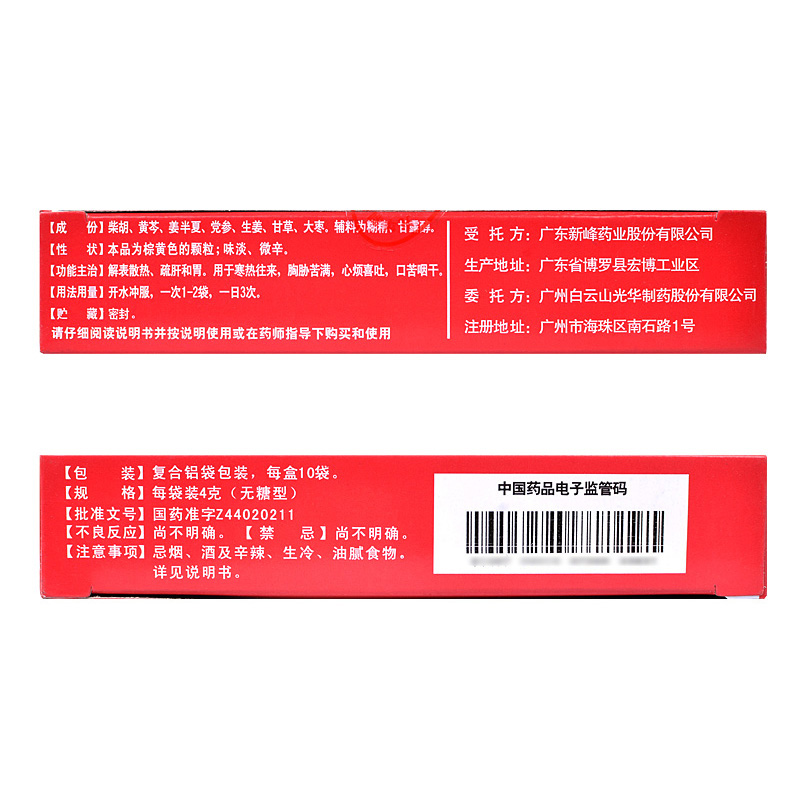 【成 份】柴胡、黄芩、姜半夏、党参、生姜、甘草、大枣。辅料为糊精、甘露醇。
【性 状】本品为棕黄色的颗粒；味淡、微辛。
【功能主治】解表散热，疏肝和胃。用于寒热往来，胸胁苦满，心烦喜吐，口苦咽干。
【用法用量】开水冲服，一次1-2袋，一日3次。
【贮 藏】密封。
请仔细阅读说明书并按说明使用或在药师指导下购买和使用
受 托 方：广东新峰药业股份有限公司
生产地址：广东省博罗县宏博工业区
委 托 方：广州白云山光华制药股份有限公司
注册地址：广州市海珠区南石路1号
【包 装】复合铝袋包装，每盒10袋。
【规 格】每袋装4克（无糖型）
【批准文号】国药准字Z44020211
【不良反应】尚不明确。【禁 忌】尚不明确。
【注意事项】忌烟、酒及辛辣、生冷、油腻食物。
详见说明书。
中国药品电子监管码